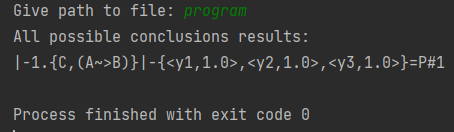 Give path to file: program
All possible conclusions results:
|-1.{C,(A~>B)}|-{<y1,1.0>,<y2,1.0>,<y3,1.0>}=P#1
Process finished with exit code 0